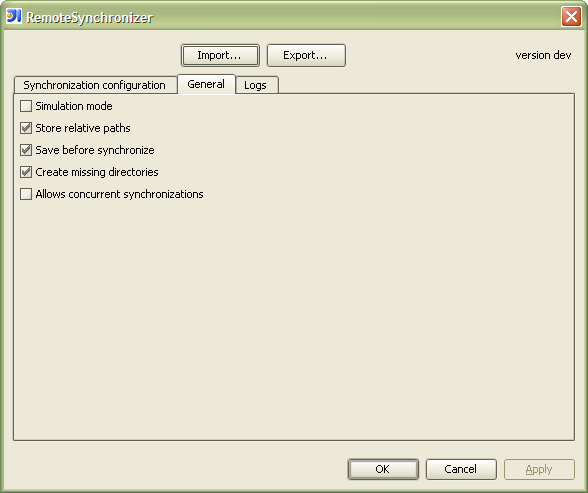 RemoteSynchronizer
Import... Export... version dev
Synchronization configuration General Logs
Simulation mode
Store relative paths
Save before synchronize
Create missing directories
Allows concurrent synchronizations
OK Cancel Apply